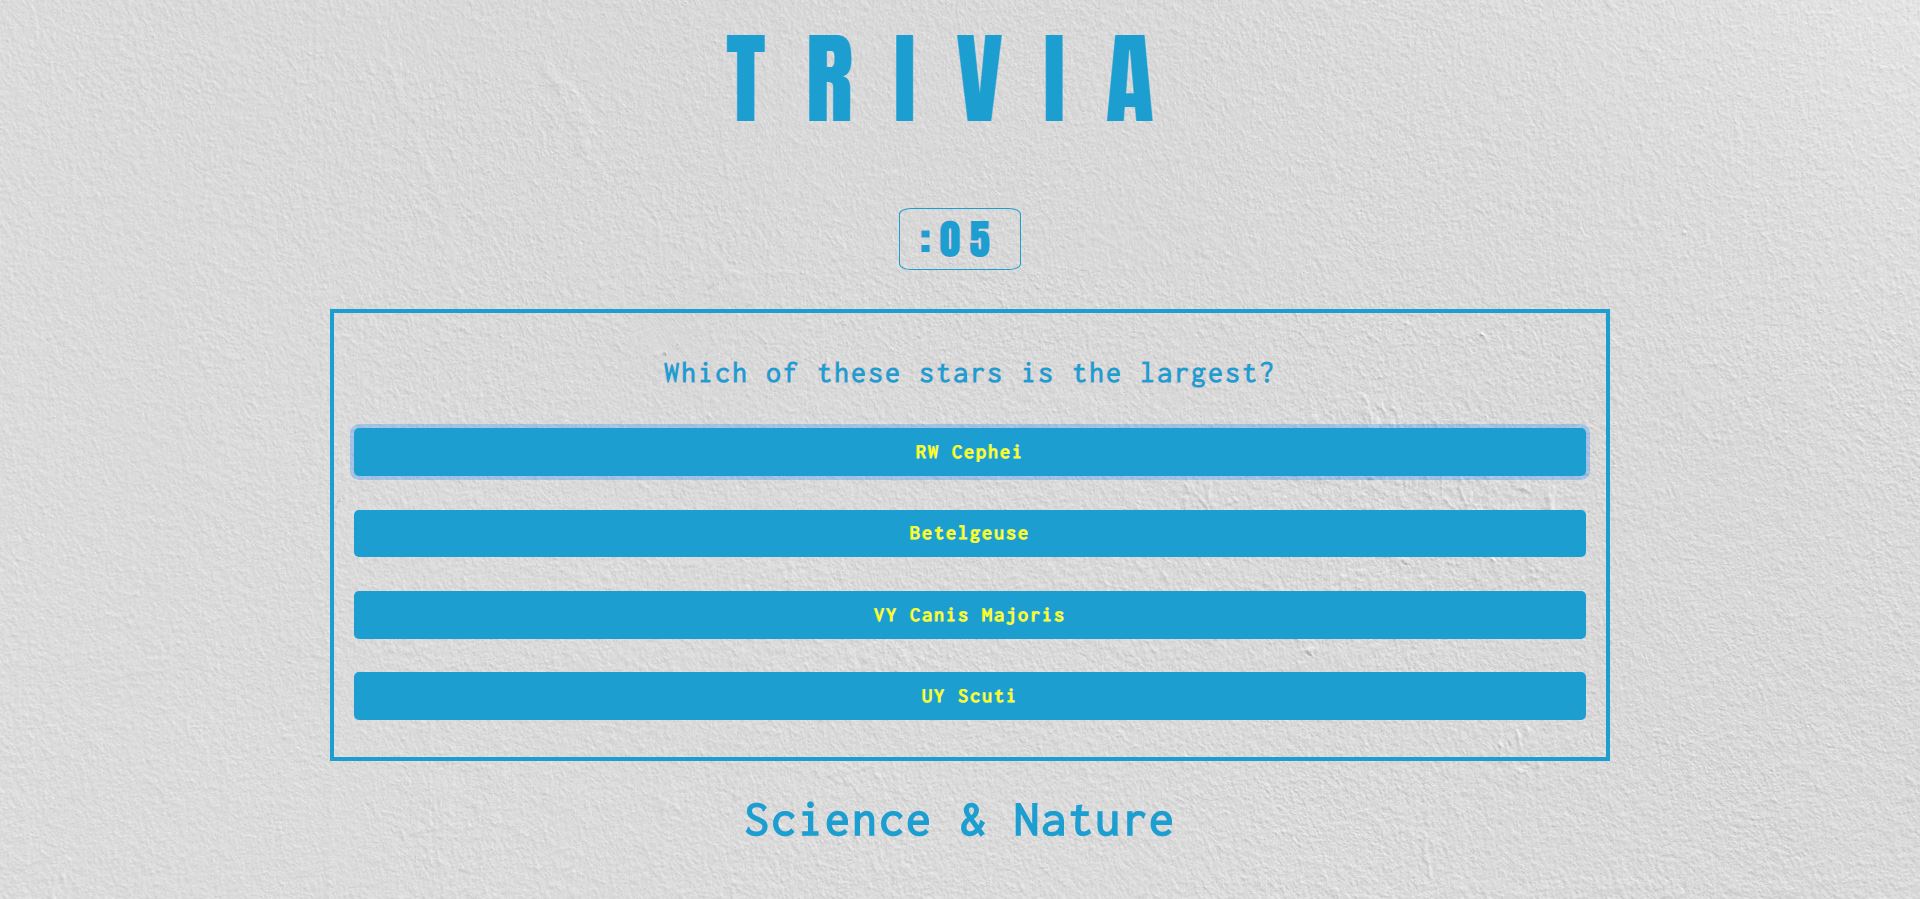 TRIVIA
:05
Which of these stars is the largest?
RW Cephei
Betelgeuse
VY Canis Majoris
UY Scuti
Science & Nature